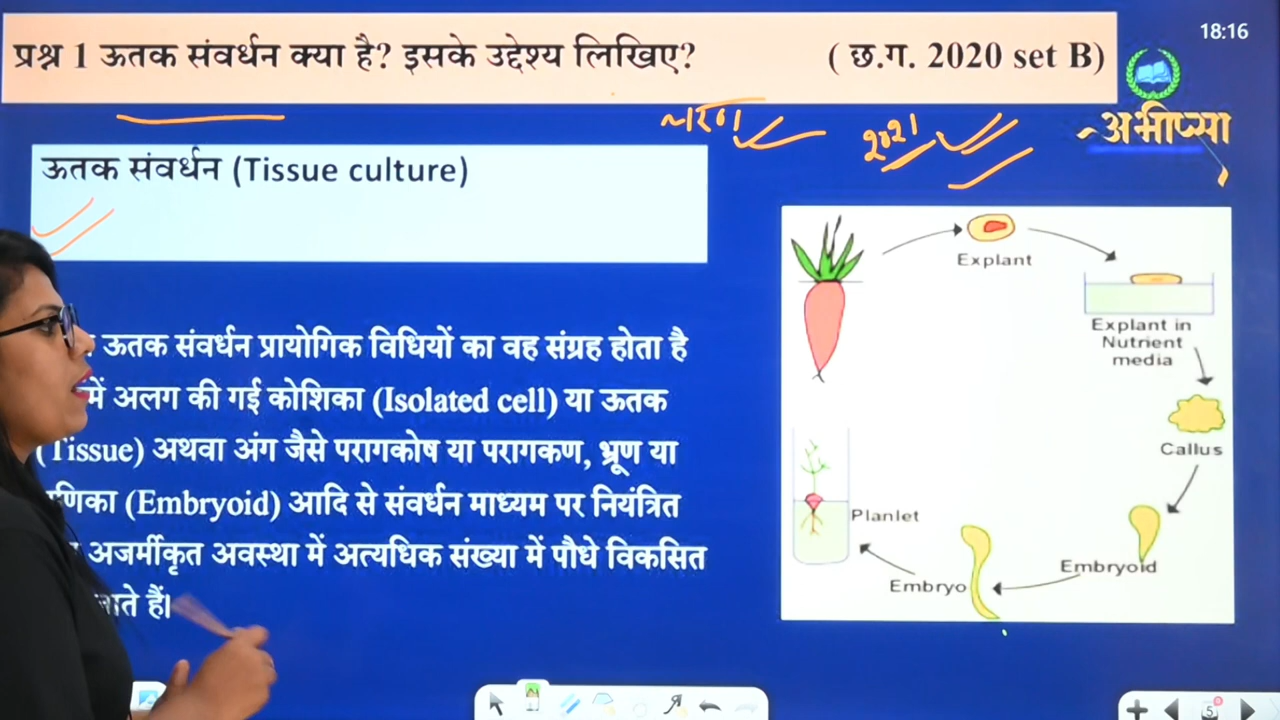 प्रश्न 1 ऊतक संवर्धन क्या है? इसके उद्देश्य लिखिए? ( छ.ग. 2020 set B)
18:16
अभीप्सा
2021
ऊतक संवर्धन (Tissue culture)
ऊतक संवर्धन प्रायोगिक विधियों का वह संग्रह होता है
में अलग की गई कोशिका (Isolated cell) या ऊतक
(Tissue) अथवा अंग जैसे परागकोष या परागकण, भ्रूण या
(Embryoid) आदि से संवर्धन माध्यम पर नियंत्रित
अजर्मीकृत अवस्था में अत्यधिक संख्या में पौधे विकसित
हैं।
Explant
Explant in
Nutrient
media
Callus
Embryoid
Embryo
Planlet
5